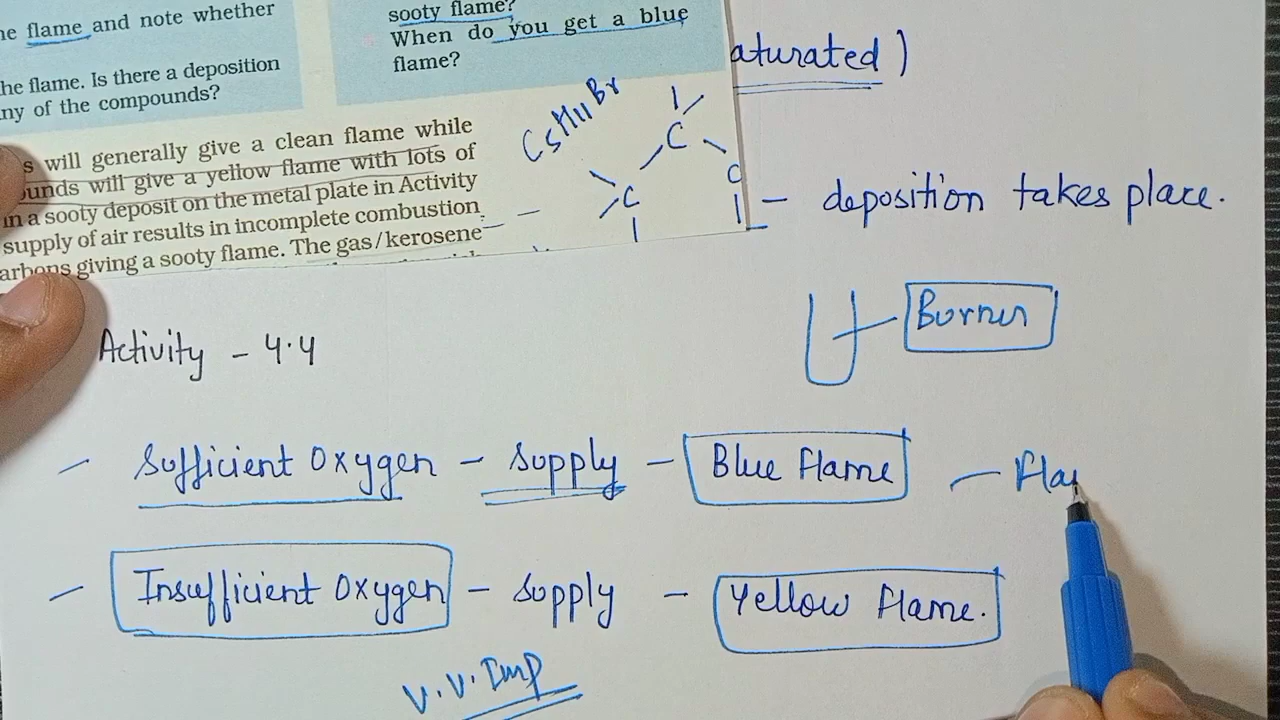 ne flame and note whether
he flame. Is there a deposition
ny of the compounds?
sooty flame?
When do you get a blue
flame?
s will generally give a clean flame while
ounds will give a yellow flame with lots of
in a sooty deposit on the metal plate in Activity
supply of air results in incomplete combustion
arbons giving a sooty flame. The gas/kerosene
C5H11Br
C
C
C
aturated)
- deposition takes place.
Burner
Activity - 4.4
- Sufficient Oxygen - Supply - Blue flame - Fla
- Insufficient Oxygen - Supply - Yellow flame.
V.V.Imp